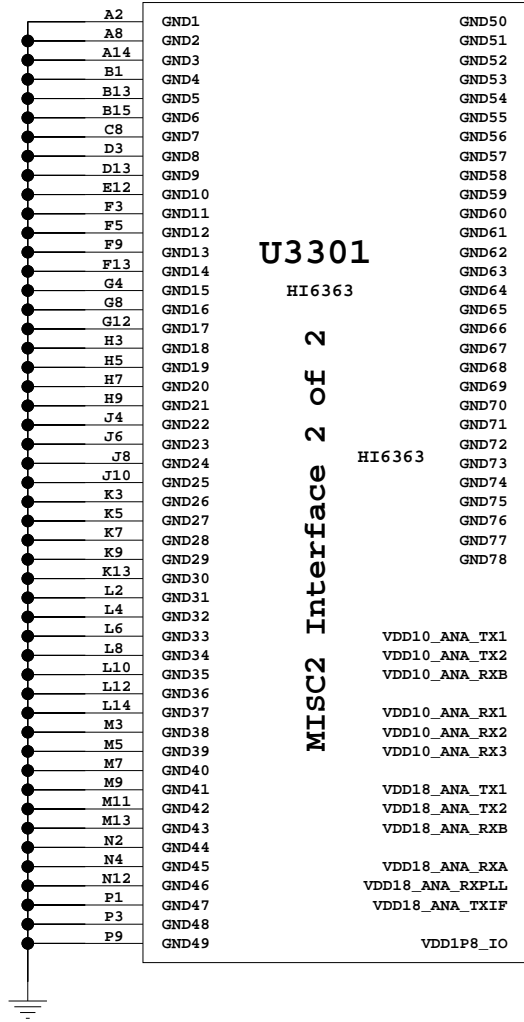 A2 GND1 GND50
A8 GND2 GND51
A14 GND3 GND52
B1 GND4 GND53
B13 GND5 GND54
B15 GND6 GND55
C8 GND7 GND56
D3 GND8 GND57
D13 GND9 GND58
E12 GND10 GND59
F3 GND11 GND60
F5 GND12 GND61
F9 GND13 GND62
F13 GND14 GND63
G4 GND15 GND64
G8 GND16 GND65
G12 GND17 GND66
H3 GND18 GND67
H5 GND19 GND68
H7 GND20 GND69
H9 GND21 GND70
J4 GND22 GND71
J6 GND23 GND72
J8 GND24 GND73
J10 GND25 GND74
K3 GND26 GND75
K5 GND27 GND76
K7 GND28 GND77
K9 GND29 GND78
K13 GND30
L2 GND31
L4 GND32
L6 GND33 VDD10_ANA_TX1
L8 GND34 VDD10_ANA_TX2
L10 GND35 VDD10_ANA_RXB
L12 GND36
L14 GND37 VDD10_ANA_RX1
M3 GND38 VDD10_ANA_RX2
M5 GND39 VDD10_ANA_RX3
M7 GND40
M9 GND41 VDD18_ANA_TX1
M11 GND42 VDD18_ANA_TX2
M13 GND43 VDD18_ANA_RXB
N2 GND44
N4 GND45 VDD18_ANA_RXA
N12 GND46 VDD18_ANA_RXPLL
P1 GND47 VDD18_ANA_TXIF
P3 GND48
P9 GND49 VDD1P8_IO
U3301
HI6363
MISC2 Interface 2 of 2
HI6363